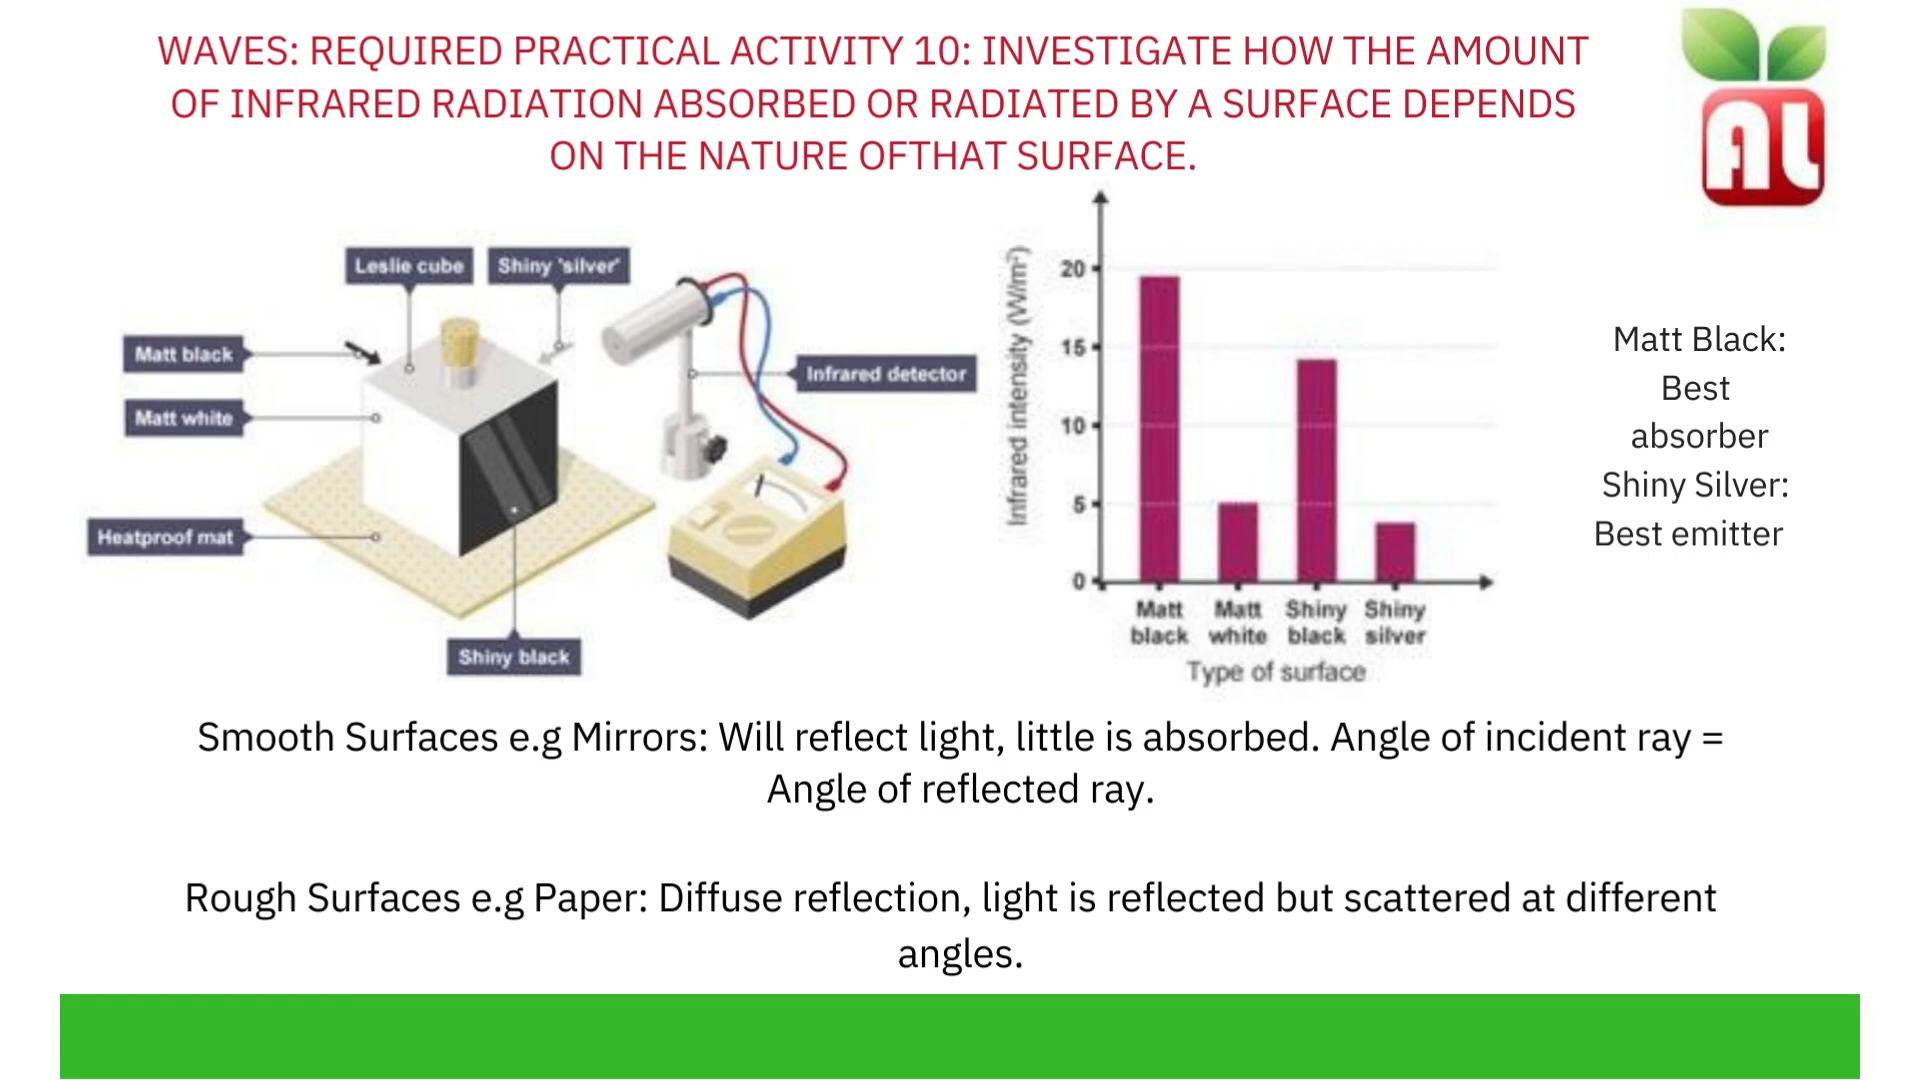 WAVES: REQUIRED PRACTICAL ACTIVITY 10: INVESTIGATE HOW THE AMOUNT
OF INFRARED RADIATION ABSORBED OR RADIATED BY A SURFACE DEPENDS
ON THE NATURE OFTHAT SURFACE.
AL
Leslie cube
Shiny 'silver'
Matt black
Matt white
Infrared detector
Heatproof mat
Shiny black
Infrared intensity (W/m²)
20
15
10
5
0
Matt black
Matt white
Shiny black
Shiny silver
Type of surface
Matt Black:
Best
absorber
Shiny Silver:
Best emitter
Smooth Surfaces e.g Mirrors: Will reflect light, little is absorbed. Angle of incident ray =
Angle of reflected ray.
Rough Surfaces e.g Paper: Diffuse reflection, light is reflected but scattered at different
angles.